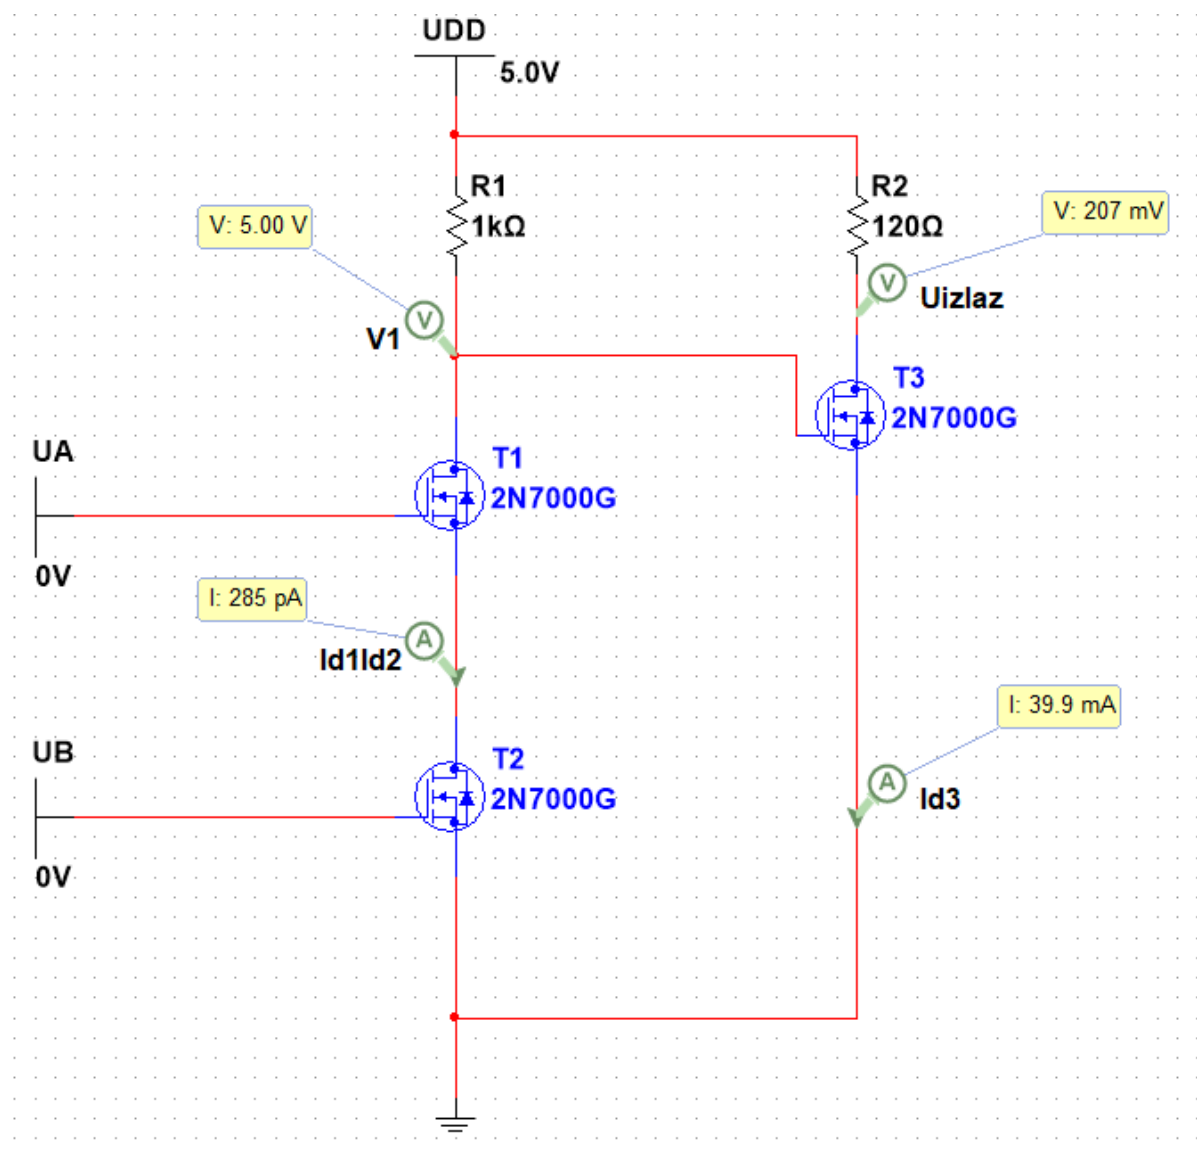 UDD
5.0V
R1
1kΩ
R2
120Ω
V: 5.00 V
V: 207 mV
V
V1
V
Uizlaz
T3
2N7000G
UA
0V
T1
2N7000G
I: 285 pA
A
Id1Id2
I: 39.9 mA
A
Id3
UB
0V
T2
2N7000G